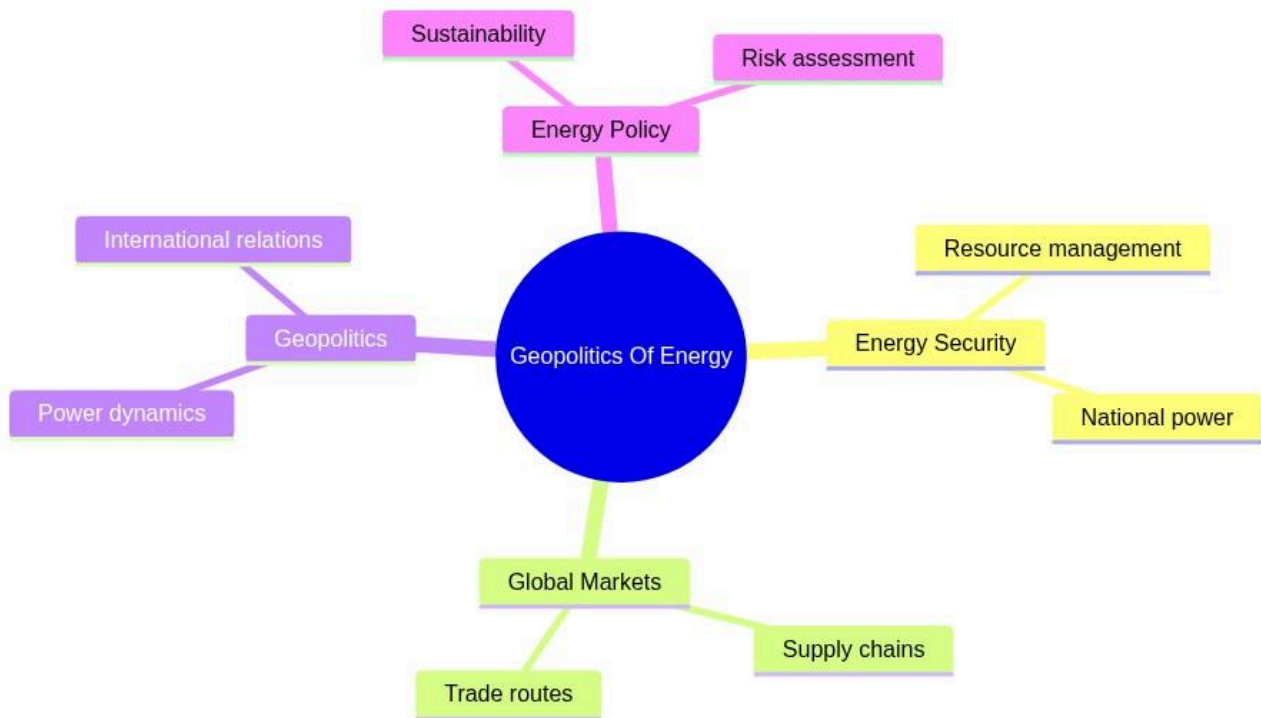 Sustainability
Risk assessment
Energy Policy
International relations
Resource management
Geopolitics
Energy Security
Geopolitics Of Energy
Power dynamics
National power
Global Markets
Supply chains
Trade routes